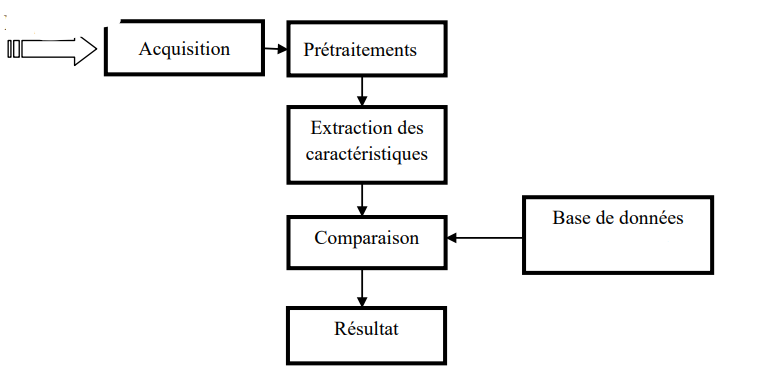 Acquisition
Prétraitements
Extraction des
caractéristiques
Comparaison
Base de données
Résultat